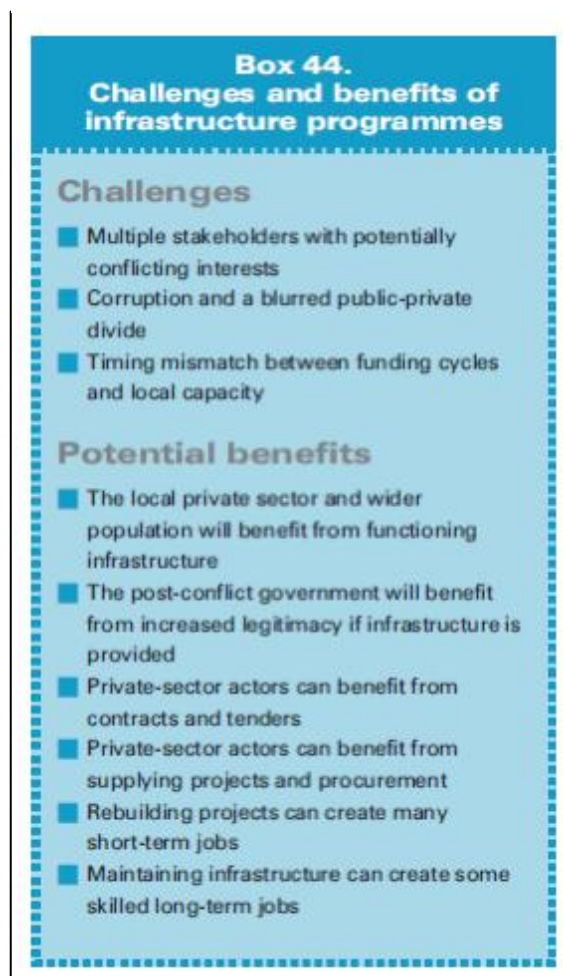 Box 44.
Challenges and benefits of
infrastructure programmes
Challenges
Multiple stakeholders with potentially
conflicting interests
Corruption and a blurred public-private
divide
Timing mismatch between funding cycles
and local capacity
Potential benefits
The local private sector and wider
population will benefit from functioning
infrastructure
The post-conflict government will benefit
from increased legitimacy if infrastructure is
provided
Private-sector actors can benefit from
contracts and tenders
Private-sector actors can benefit from
supplying projects and procurement
Rebuilding projects can create many
short-term jobs
Maintaining infrastructure can create some
skilled long-term jobs